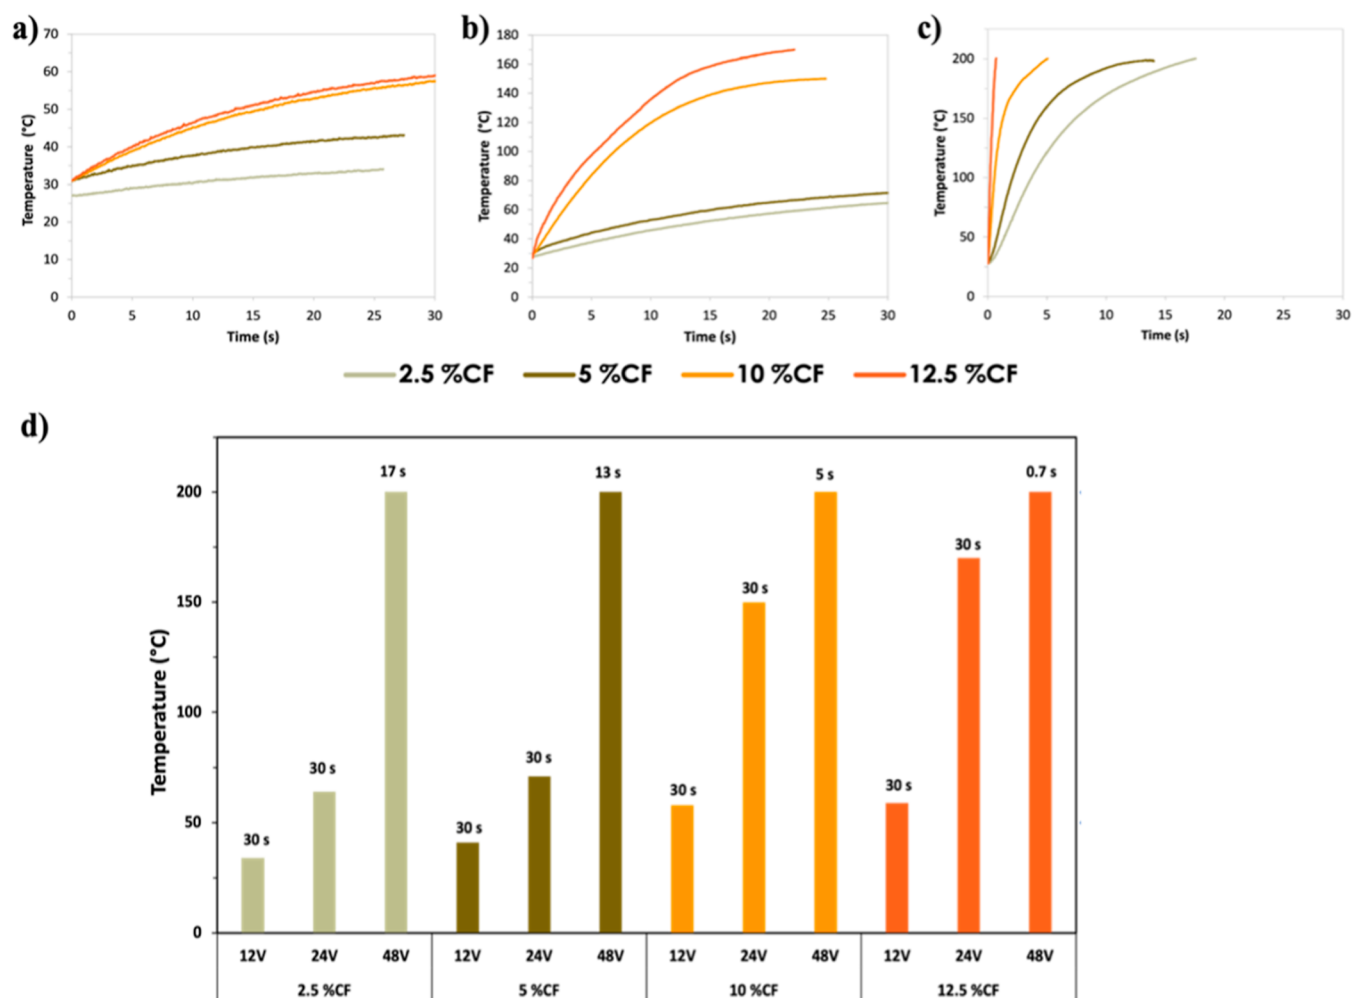 a)
70
60
50
40
30
20
10
0
Temperature (°C)
0 5 10 15 20 25 30
Time (s)
b)
180
160
140
120
100
80
60
40
20
0
Temperature (°C)
0 5 10 15 20 25 30
Time (s)
c)
200
150
100
50
0
Temperature (°C)
0 5 10 15 20 25 30
Time (s)
2.5 %CF 5 %CF 10 %CF 12.5 %CF
d)
17 s 13 s 5 s 0.7 s
30 s 30 s 30 s 30 s
30 s 30 s 30 s 30 s
200
150
100
50
0
Temperature (°C)
12V 24V 48V 12V 24V 48V 12V 24V 48V 12V 24V 48V
2.5 %CF 5 %CF 10 %CF 12.5 %CF